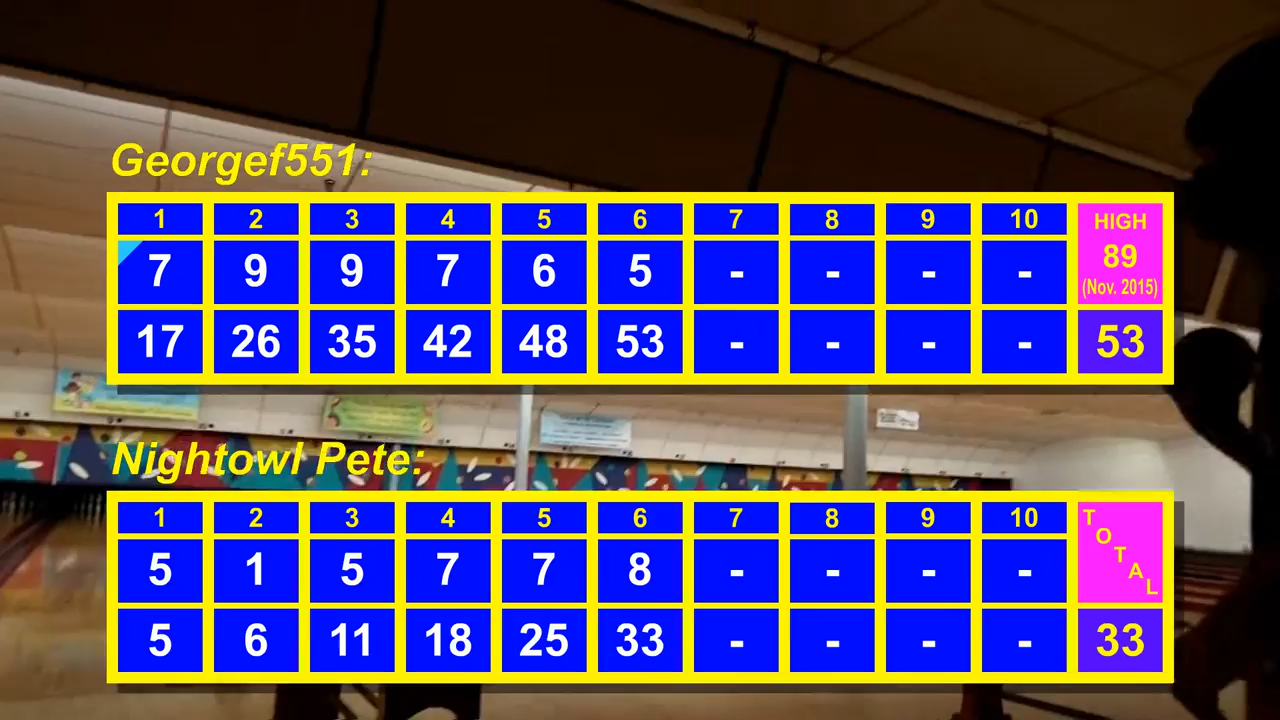 Georgef551:
1 2 3 4 5 6 7 8 9 10 HIGH
7 9 9 7 6 5 - - - - 89
(Nov. 2015)
17 26 35 42 48 53 - - - - 53
Nightowl Pete:
1 2 3 4 5 6 7 8 9 10 TOTAL
5 1 5 7 7 8 - - - -
5 6 11 18 25 33 - - - - 33